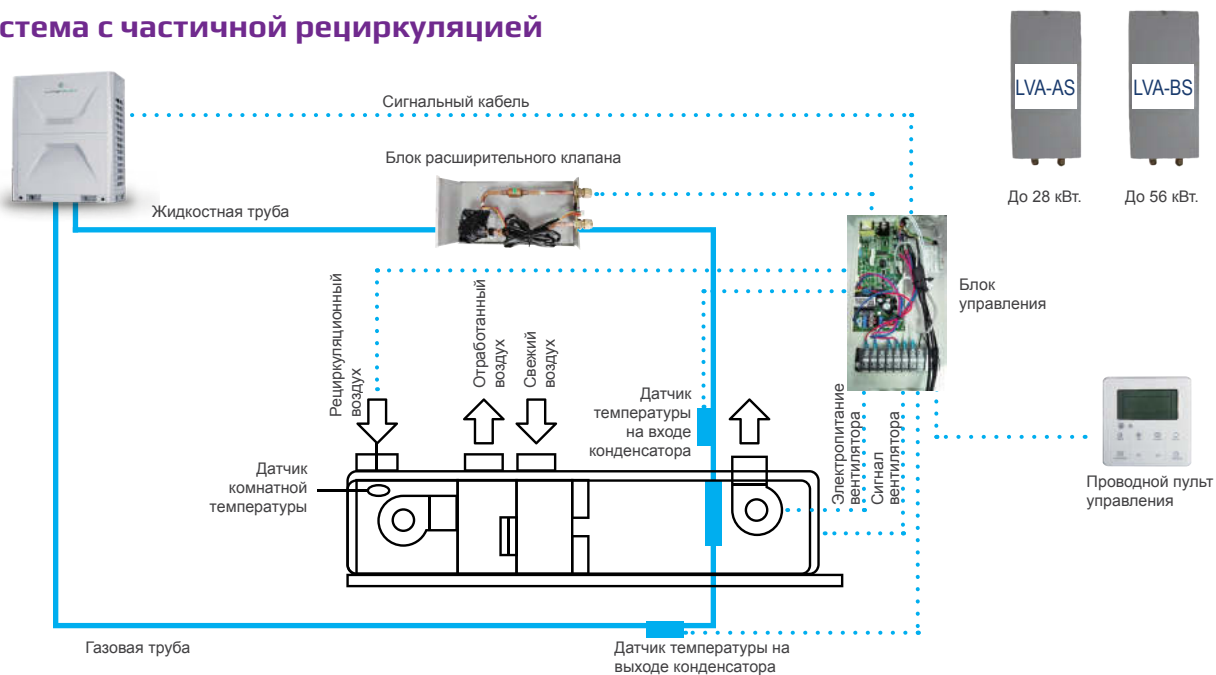 стема с частичной рециркуляцией
LVA-AS
LVA-BS
До 28 кВт.
До 56 кВт.
Сигнальный кабель
Блок расширительного клапана
Жидкостная труба
Блок
управления
Рециркуляционный
воздух
Отработанный
воздух
Свежий
воздух
Датчик
температуры
на входе
конденсатора
Электропитание
вентилятора
Сигнал
вентилятора
Датчик
комнатной
температуры
Проводной пульт
управления
Газовая труба
Датчик температуры на
выходе конденсатора